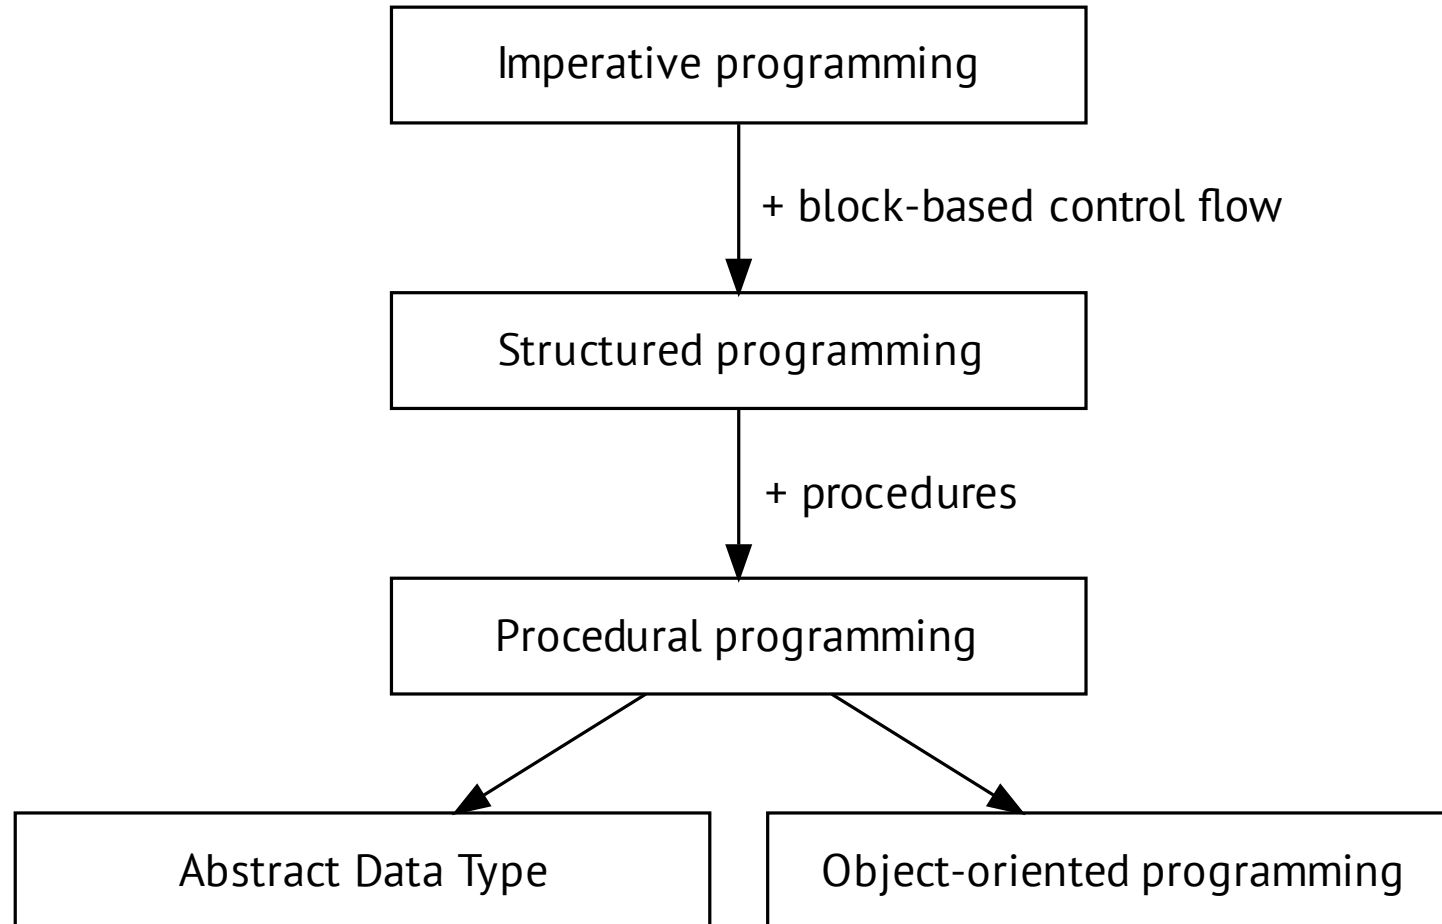 Imperative programming
+ block-based control flow
Structured programming
+ procedures
Procedural programming
Abstract Data Type
Object-oriented programming